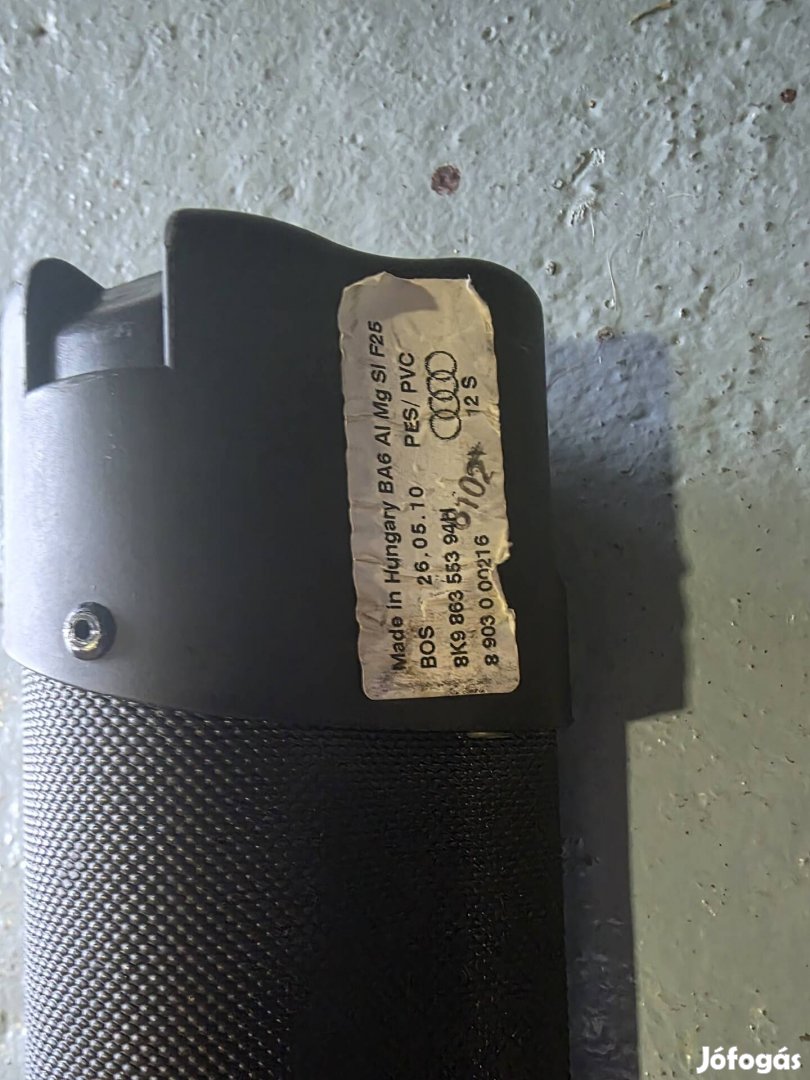 Made in Hungary BA6 Al Mg Si F25
BOS 26.05.10 PES/ PVC
8K9 863 553 94H
12 S
8 903 0 00216
Jófogás